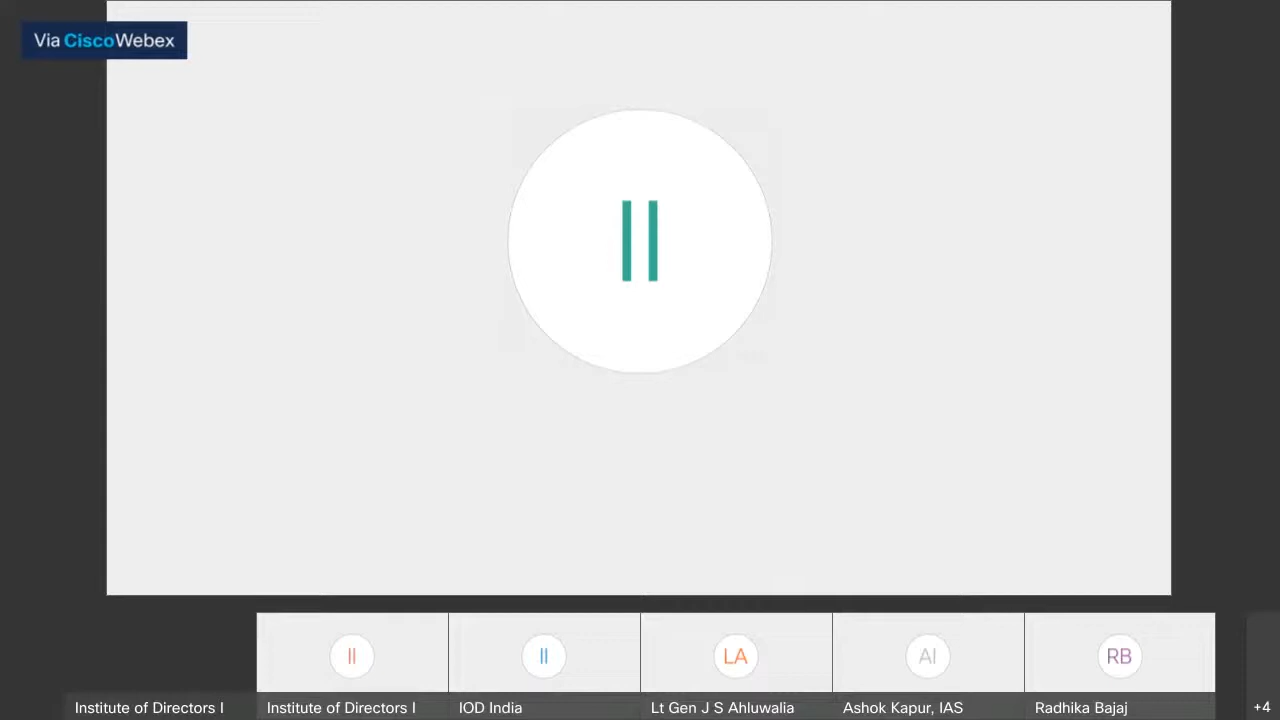 Via CiscoWebex
II
II
II
LA
AI
RB
Institute of Directors I
Institute of Directors I
IOD India
Lt Gen J S Ahluwalia
Ashok Kapur, IAS
Radhika Bajaj
+4